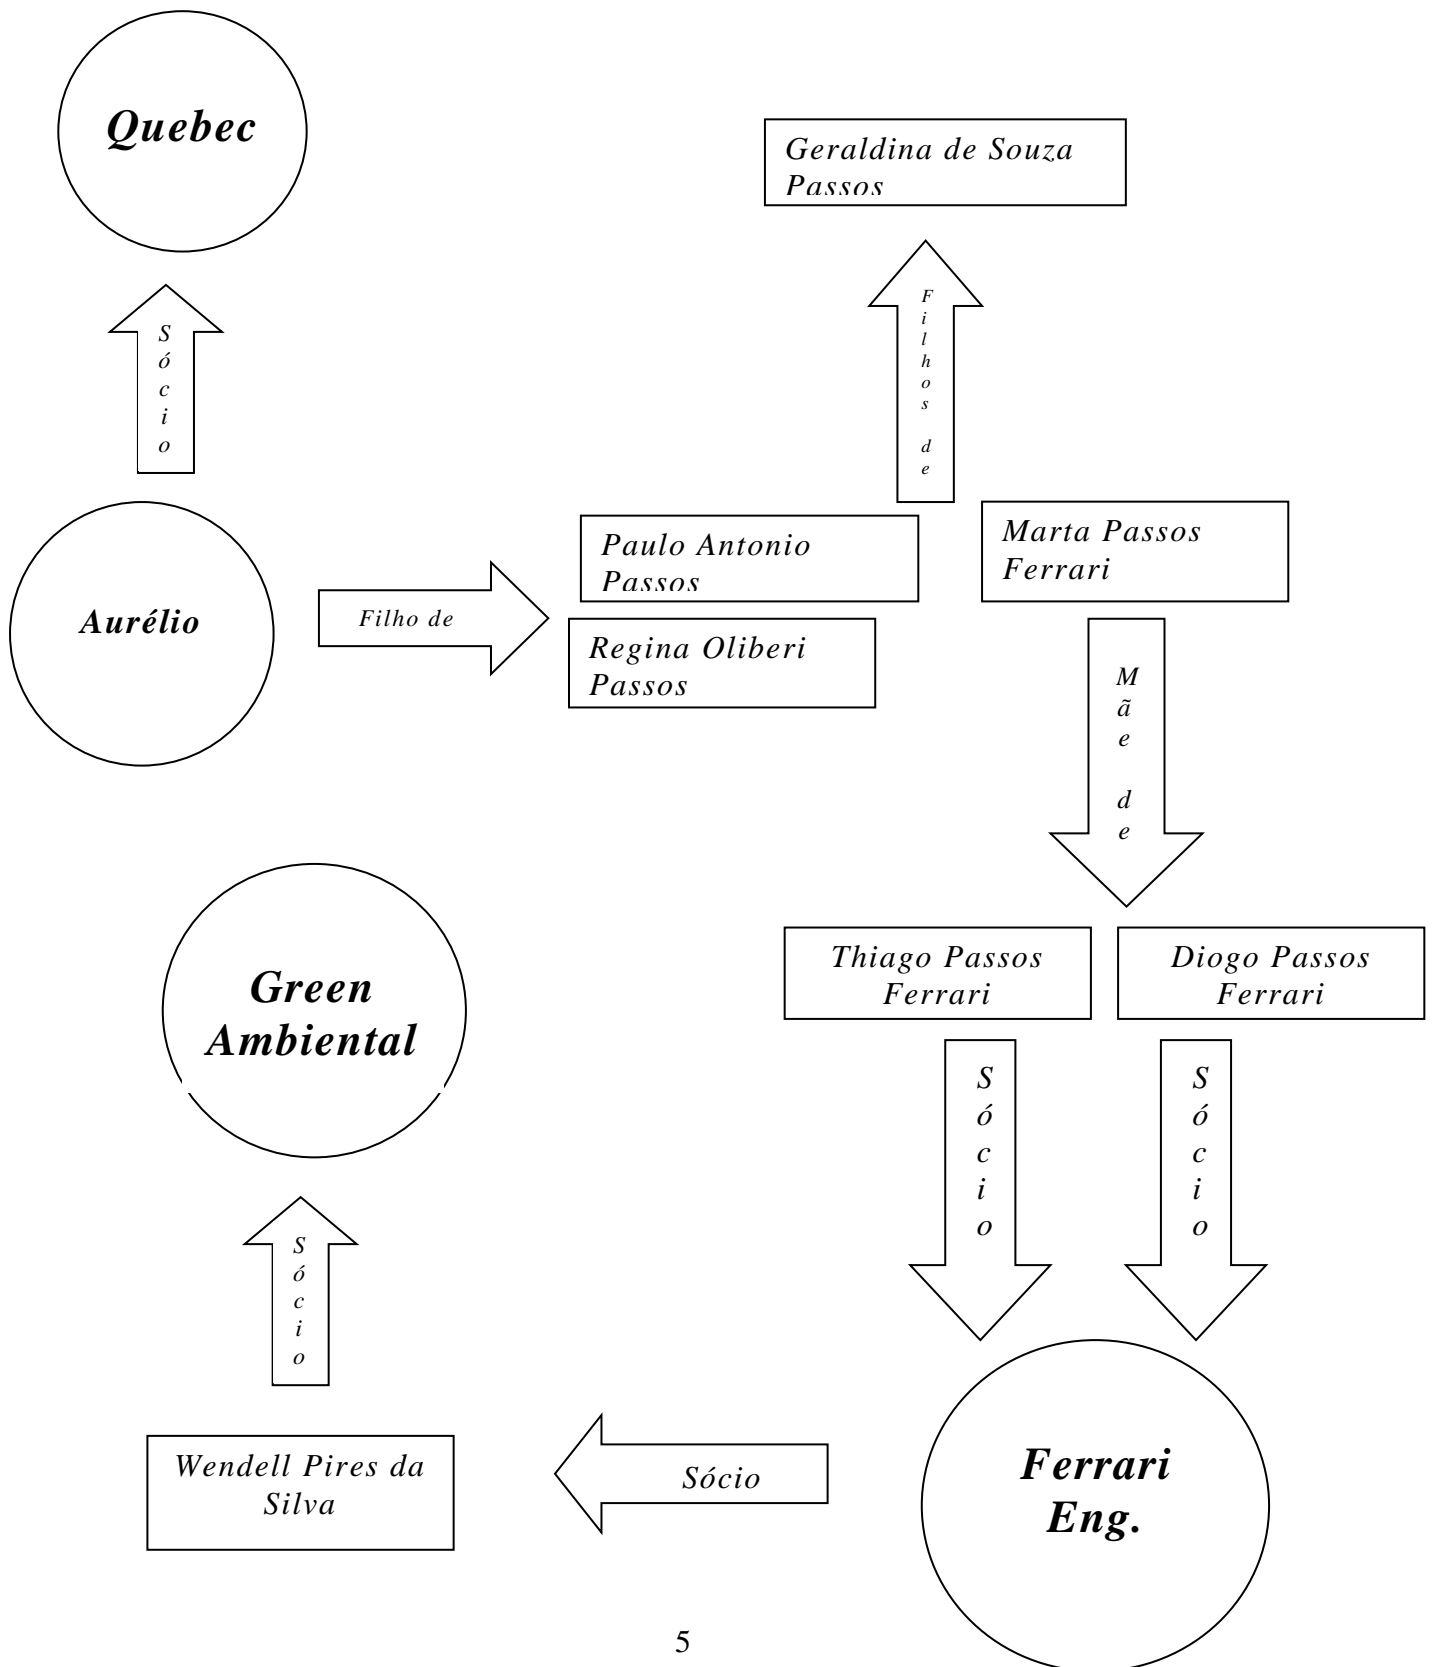 Quebec
Geraldina de Souza
Passos
Sócio
Filhos de
Aurélio
Filho de
Paulo Antonio
Passos
Regina Oliberi
Passos
Marta Passos
Ferrari
Mãe de
Thiago Passos
Ferrari
Diogo Passos
Ferrari
Green
Ambiental
Sócio
Sócio
Sócio
Wendell Pires da
Silva
Sócio
Ferrari
Eng.
5